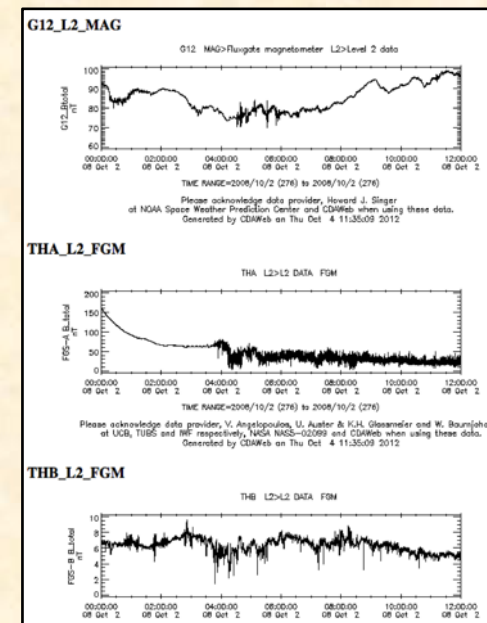 G12_L2_MAG
G12 MAG>Fluxgate magnetometer L2>Level 2 data
G12_Btotal
nT
100
90
80
70
60
00:00:00 02:00:00 04:00:00 06:00:00 08:00:00 10:00:00 12:00:00
08 Oct 2 08 Oct 2 08 Oct 2 08 Oct 2 08 Oct 2 08 Oct 2 08 Oct 2
TIME RANGE=2008/10/2 (276) to 2008/10/2 (276)
Please acknowledge data provider, Howard J. Singer
at NOAA Space Weather Prediction Center and CDAWeb when using these data.
Generated by CDAWeb on Thu Oct 4 11:35:09 2012
THA_L2_FGM
THA L2>L2 DATA FGM
FGS-A B_total
nT
200
150
100
50
0
00:00:00 02:00:00 04:00:00 06:00:00 08:00:00 10:00:00 12:00:00
08 Oct 2 08 Oct 2 08 Oct 2 08 Oct 2 08 Oct 2 08 Oct 2 08 Oct 2
TIME RANGE=2008/10/2 (276) to 2008/10/2 (276)
Please acknowledge data provider, V. Angelopoulos, U. Auster & K.H. Glassmeier and W. Baumjoha
at UCB, TUBS and IWF respectively, NASA NAS5-02099 and CDAWeb when using these data.
Generated by CDAWeb on Thu Oct 4 11:35:09 2012
THB_L2_FGM
THB L2>L2 DATA FGM
FGS-B B_total
nT
10
8
6
4
2
0
00:00:00 02:00:00 04:00:00 06:00:00 08:00:00 10:00:00 12:00:00
08 Oct 2 08 Oct 2 08 Oct 2 08 Oct 2 08 Oct 2 08 Oct 2 08 Oct 2